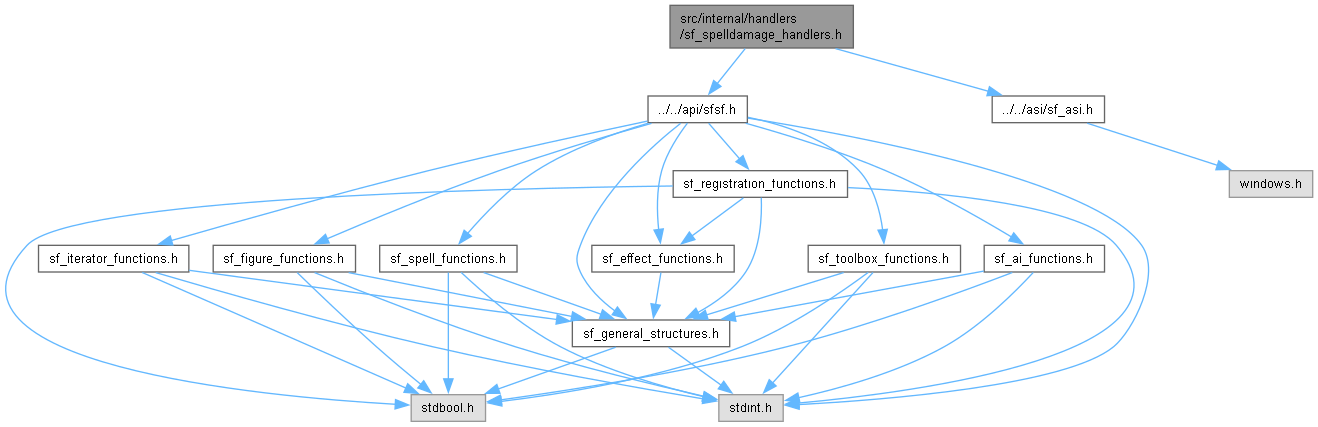 src/internal/handlers
/sf_spelldamage_handlers.h
../../api/sfsf.h
../../asi/sf_asi.h
sf_registration_functions.h
windows.h
sf_iterator_functions.h
sf_figure_functions.h
sf_spell_functions.h
sf_effect_functions.h
sf_toolbox_functions.h
sf_ai_functions.h
sf_general_structures.h
stdbool.h
stdint.h